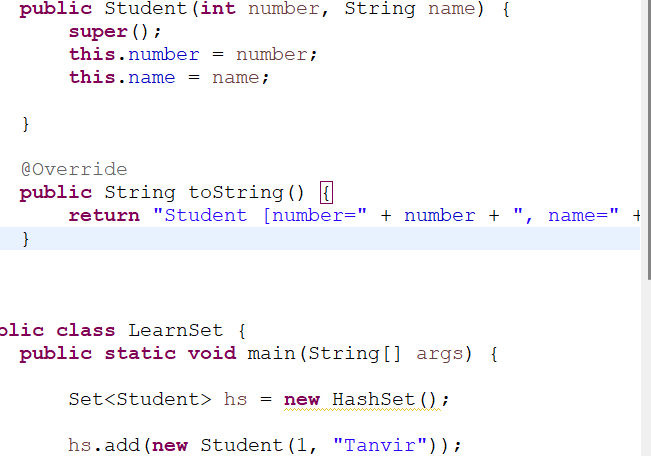 public Student(int number, String name) {
super();
this.number = number;
this.name = name;
}
@Override
public String toString() {
return "Student [number=" + number + ", name=" +
}
blic class LearnSet {
public static void main(String[] args) {
Set<Student> hs = new HashSet();
hs.add(new Student(1, "Tanvir"));